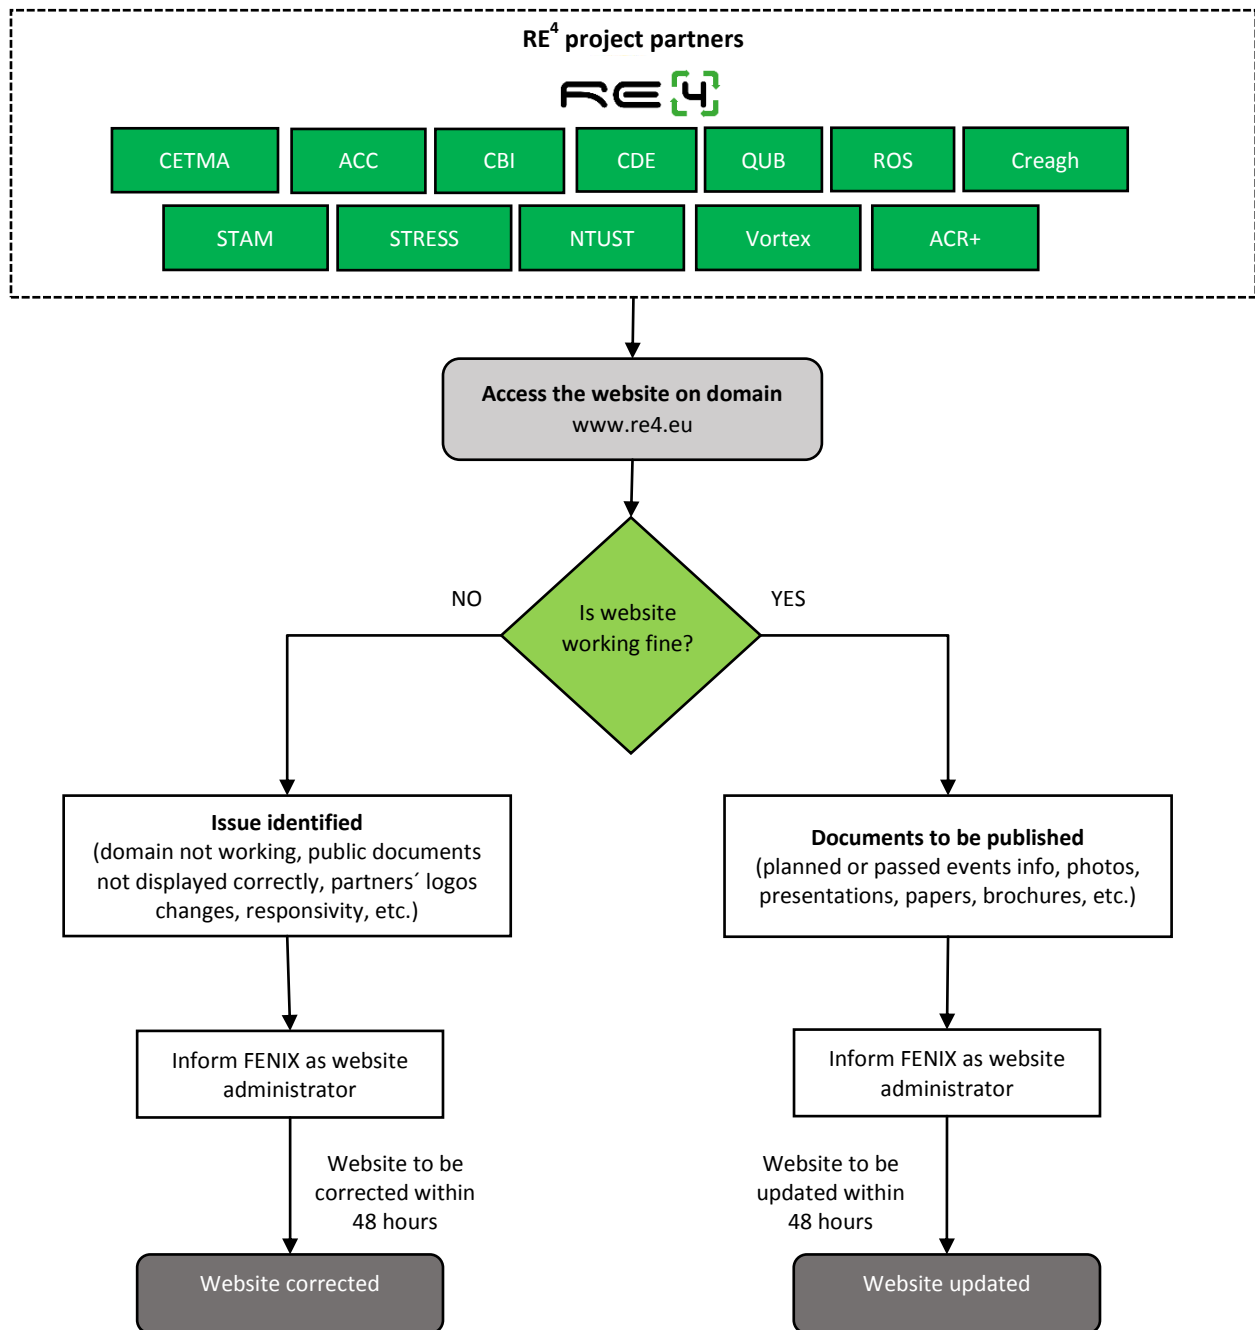 RE⁴ project partners
RE4
CETMA
ACC
CBI
CDE
QUB
ROS
Creagh
STAM
STRESS
NTUST
Vortex
ACR+
Access the website on domain
www.re4.eu
Is website
working fine?
NO
YES
Issue identified
(domain not working, public documents
not displayed correctly, partners´ logos
changes, responsivity, etc.)
Documents to be published
(planned or passed events info, photos,
presentations, papers, brochures, etc.)
Inform FENIX as website
administrator
Inform FENIX as website
administrator
Website to be
corrected within
48 hours
Website to be
updated within
48 hours
Website corrected
Website updated